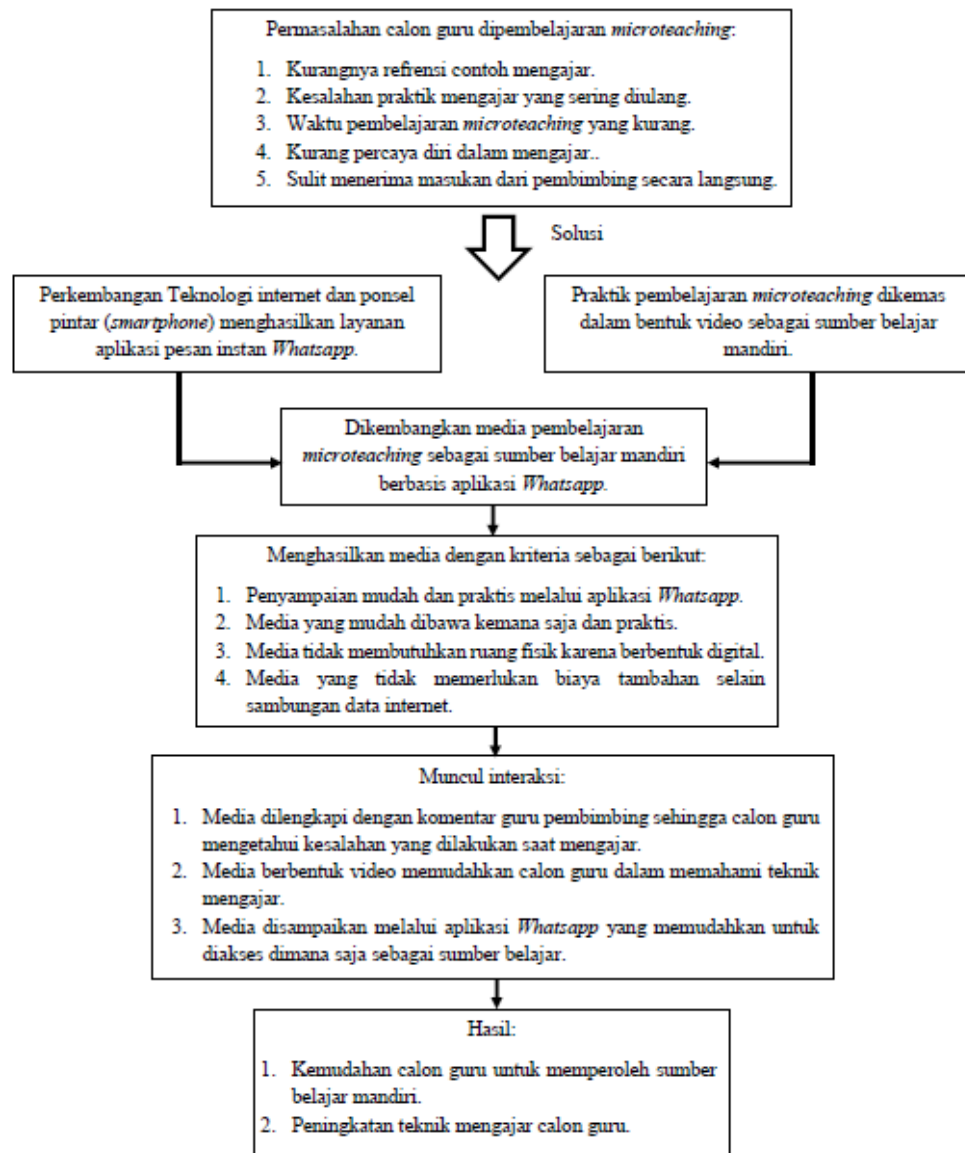 Permasalahan calon guru dipembelajaran microteaching:
1. Kurangnya refrensi contoh mengajar.
2. Kesalahan praktik mengajar yang sering diulang.
3. Waktu pembelajaran microteaching yang kurang.
4. Kurang percaya diri dalam mengajar..
5. Sulit menerima masukan dari pembimbing secara langsung.
Solusi
Perkembangan Teknologi internet dan ponsel
pintar (smartphone) menghasilkan layanan
aplikasi pesan instan Whatsapp.
Praktik pembelajaran microteaching dikemas
dalam bentuk video sebagai sumber belajar
mandiri.
Dikembangkan media pembelajaran
microteaching sebagai sumber belajar mandiri
berbasis aplikasi Whatsapp.
Menghasilkan media dengan kriteria sebagai berikut:
1. Penyampaian mudah dan praktis melalui aplikasi Whatsapp.
2. Media yang mudah dibawa kemana saja dan praktis.
3. Media tidak membutuhkan ruang fisik karena berbentuk digital.
4. Media yang tidak memerlukan biaya tambahan selain
sambungan data internet.
Muncul interaksi:
1. Media dilengkapi dengan komentar guru pembimbing sehingga calon guru
mengetahui kesalahan yang dilakukan saat mengajar.
2. Media berbentuk video memudahkan calon guru dalam memahami teknik
mengajar.
3. Media disampaikan melalui aplikasi Whatsapp yang memudahkan untuk
diakses dimana saja sebagai sumber belajar.
Hasil:
1. Kemudahan calon guru untuk memperoleh sumber
belajar mandiri.
2. Peningkatan teknik mengajar calon guru.